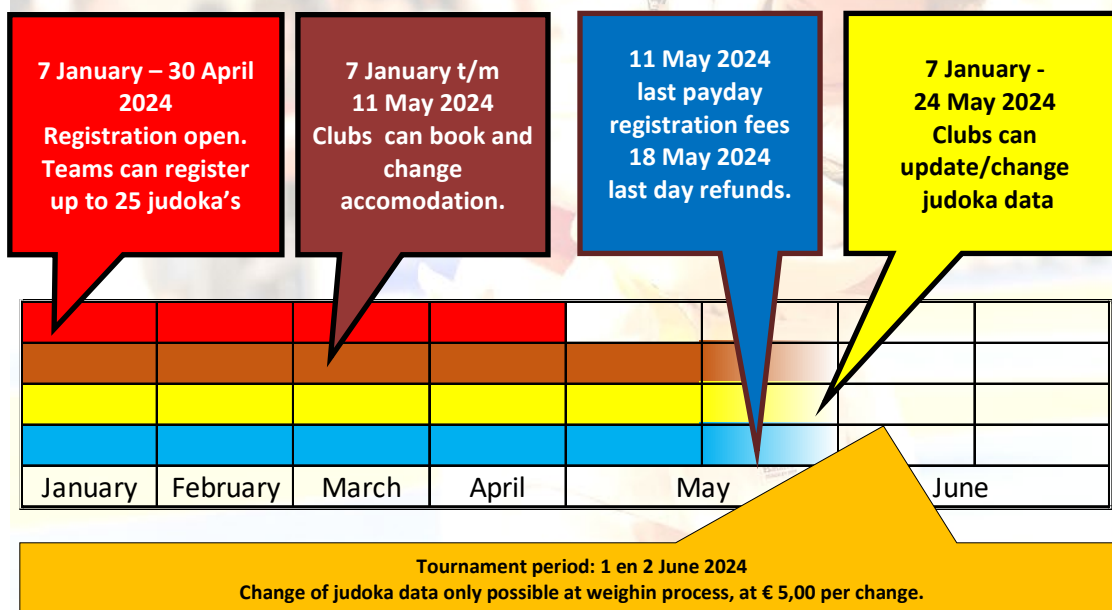 7 January – 30 April
2024
Registration open.
Teams can register
up to 25 judoka’s
7 January t/m
11 May 2024
Clubs can book and
change
accomodation.
11 May 2024
last payday
registration fees
18 May 2024
last day refunds.
7 January -
24 May 2024
Clubs can
update/change
judoka data
January February March April May June
Tournament period: 1 en 2 June 2024
Change of judoka data only possible at weighin process, at € 5,00 per change.